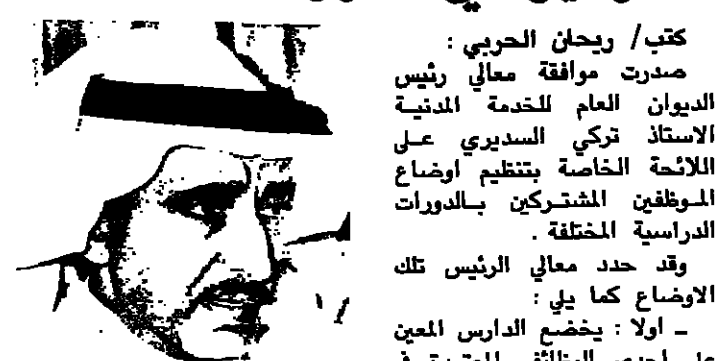 كتب/ ريحان الحربي :
صدرت موافقة معالي رئيس
الديوان العام للخدمة المدنية
الاستاذ تركي السديري على
اللائحة الخاصة بتنظيم اوضاع
الموظفين المشتركين بالدورات
الدراسية المختلفة .
وقد حدد معالي الرئيس تلك
الاوضاع كما يلي :
ـ اولا : يخضع الدارس المعين